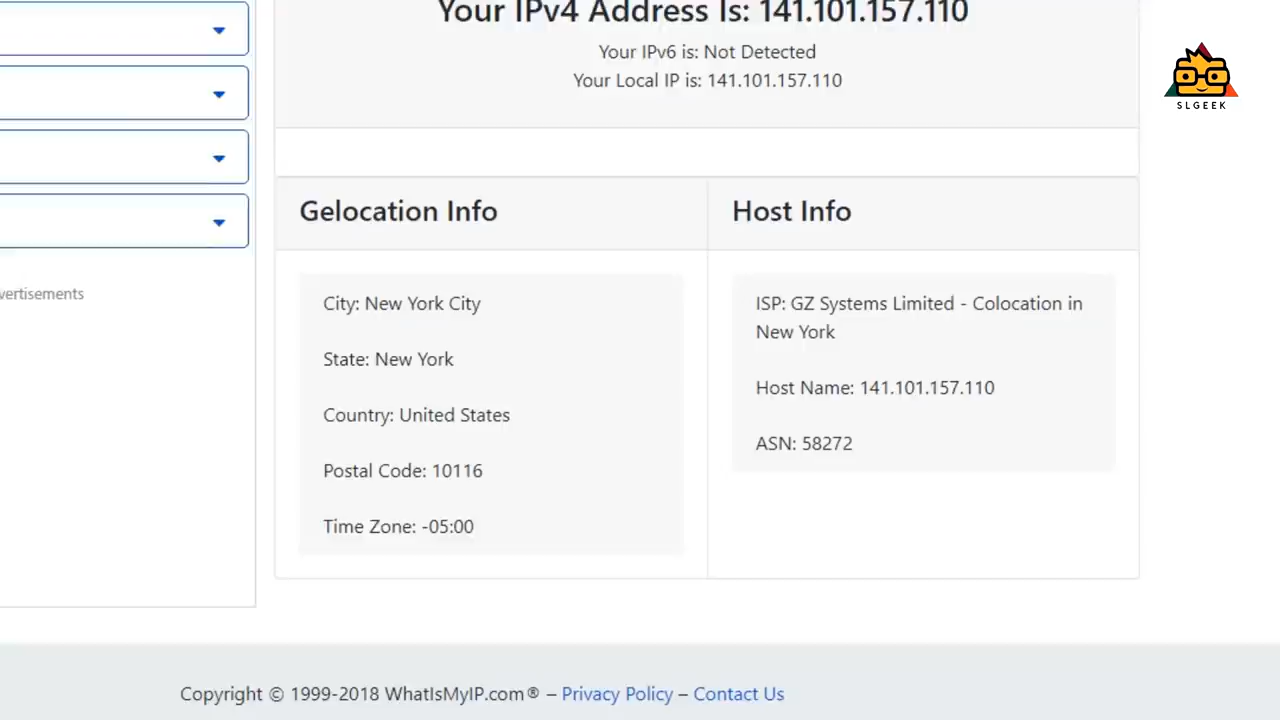 Your IPv4 Address Is: 141.101.157.110
Your IPv6 is: Not Detected
Your Local IP is: 141.101.157.110
SLGEEK
Gelocation Info
Host Info
City: New York City
State: New York
Country: United States
Postal Code: 10116
Time Zone: -05:00
ISP: GZ Systems Limited - Colocation in
New York
Host Name: 141.101.157.110
ASN: 58272
vertisements
Copyright © 1999-2018 WhatIsMyIP.com® – Privacy Policy – Contact Us